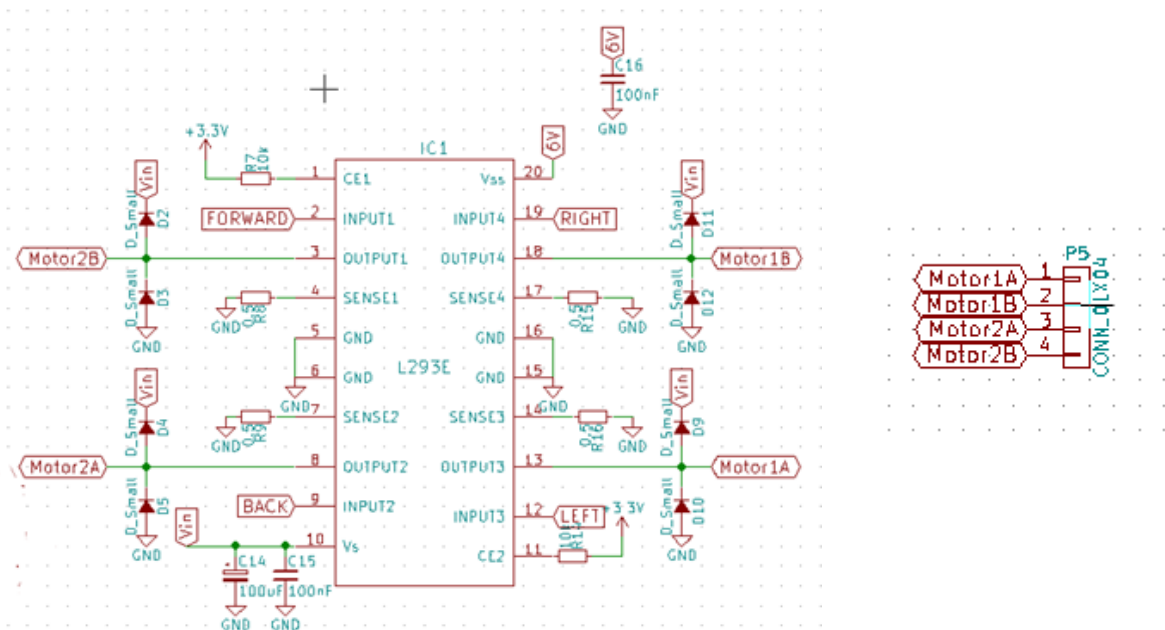 6V
C16
100nF
GND
+3.3V
R7
10k
IC1
6V
1 CE1
Vss 20
Vin
D_Small
D2
FORWARD
2 INPUT1
INPUT4 19
RIGHT
Vin
D_Small
D11
Motor2B
3 OUTPUT1
OUTPUT4 18
Motor1B
D_Small
D3
GND
4 SENSE1
0.5
R8
GND
SENSE4 17
0.5
R15
GND
D_Small
D12
GND
5 GND
GND 16
6 GND
GND 15
L293E
GND
GND
Vin
D_Small
D4
7 SENSE2
0.5
R9
GND
SENSE3 14
0.5
R16
GND
Vin
D_Small
D9
Motor2A
8 OUTPUT2
OUTPUT3 13
Motor1A
D_Small
D5
GND
BACK
9 INPUT2
INPUT3 12
LEFT
3.3V
D_Small
D10
GND
Vin
10 Vs
CE2 11
10k
C14
100uF
GND
C15
100nF
GND
P5
Motor1A 1
Motor1B 2
Motor2A 3
Motor2B 4